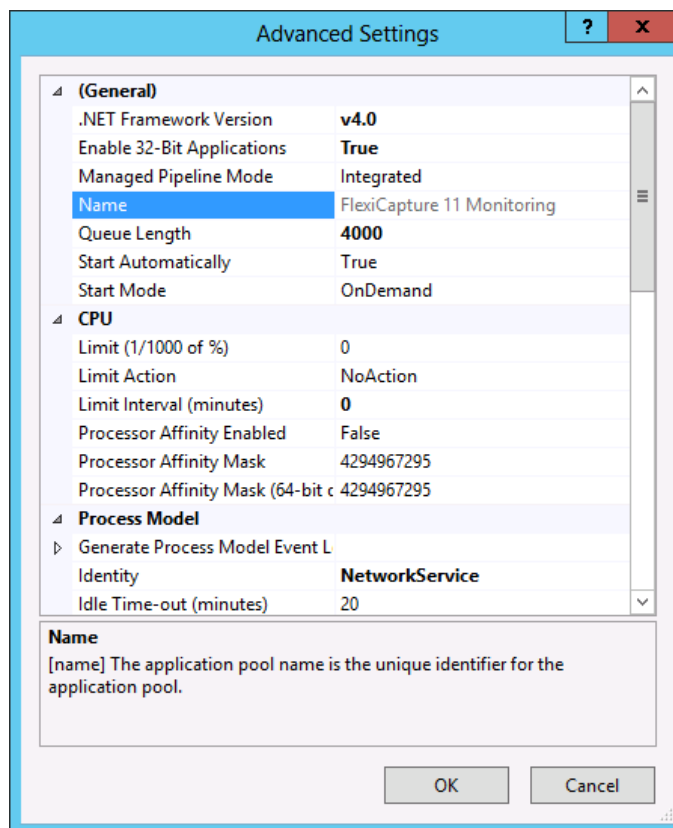 Advanced Settings
? x
(General)
.NET Framework Version v4.0
Enable 32-Bit Applications True
Managed Pipeline Mode Integrated
Name FlexiCapture 11 Monitoring
Queue Length 4000
Start Automatically True
Start Mode OnDemand
CPU
Limit (1/1000 of %) 0
Limit Action NoAction
Limit Interval (minutes) 0
Processor Affinity Enabled False
Processor Affinity Mask 4294967295
Processor Affinity Mask (64-bit c 4294967295
Process Model
Generate Process Model Event L
Identity NetworkService
Idle Time-out (minutes) 20
Name
[name] The application pool name is the unique identifier for the
application pool.
OK Cancel